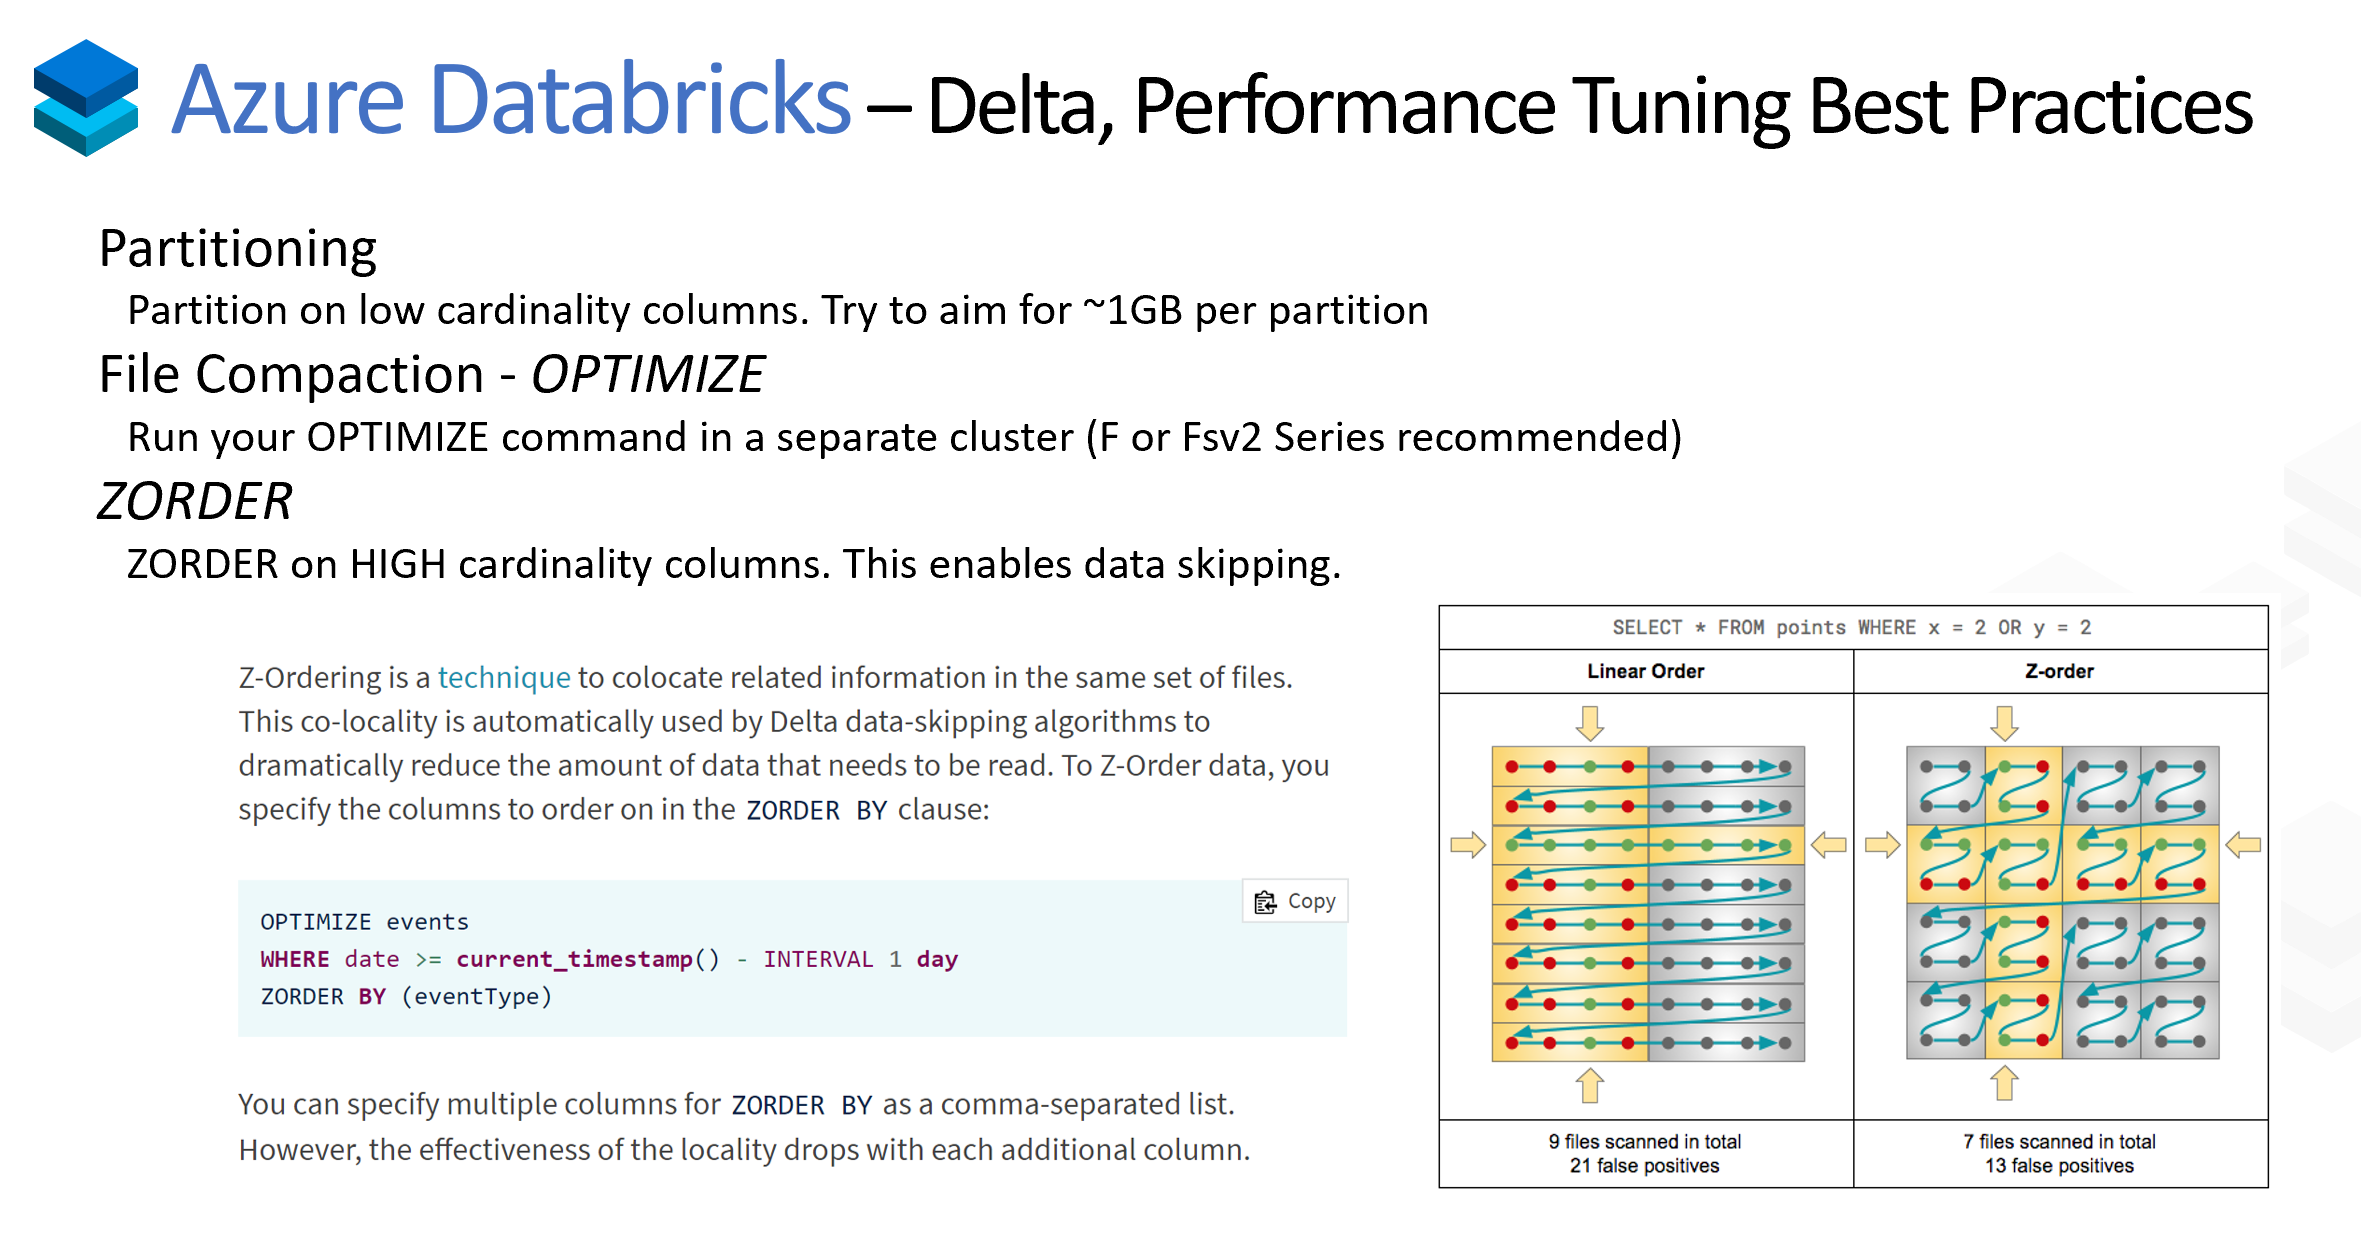 Azure Databricks – Delta, Performance Tuning Best Practices
Partitioning
Partition on low cardinality columns. Try to aim for ~1GB per partition
File Compaction - OPTIMIZE
Run your OPTIMIZE command in a separate cluster (F or Fsv2 Series recommended)
ZORDER
ZORDER on HIGH cardinality columns. This enables data skipping.
Z-Ordering is a technique to colocate related information in the same set of files.
This co-locality is automatically used by Delta data-skipping algorithms to
dramatically reduce the amount of data that needs to be read. To Z-Order data, you
specify the columns to order on in the ZORDER BY clause:
Copy
OPTIMIZE events
WHERE date >= current_timestamp() - INTERVAL 1 day
ZORDER BY (eventType)
You can specify multiple columns for ZORDER BY as a comma-separated list.
However, the effectiveness of the locality drops with each additional column.
SELECT * FROM points WHERE x = 2 OR y = 2
Linear Order
Z-order
9 files scanned in total
21 false positives
7 files scanned in total
13 false positives